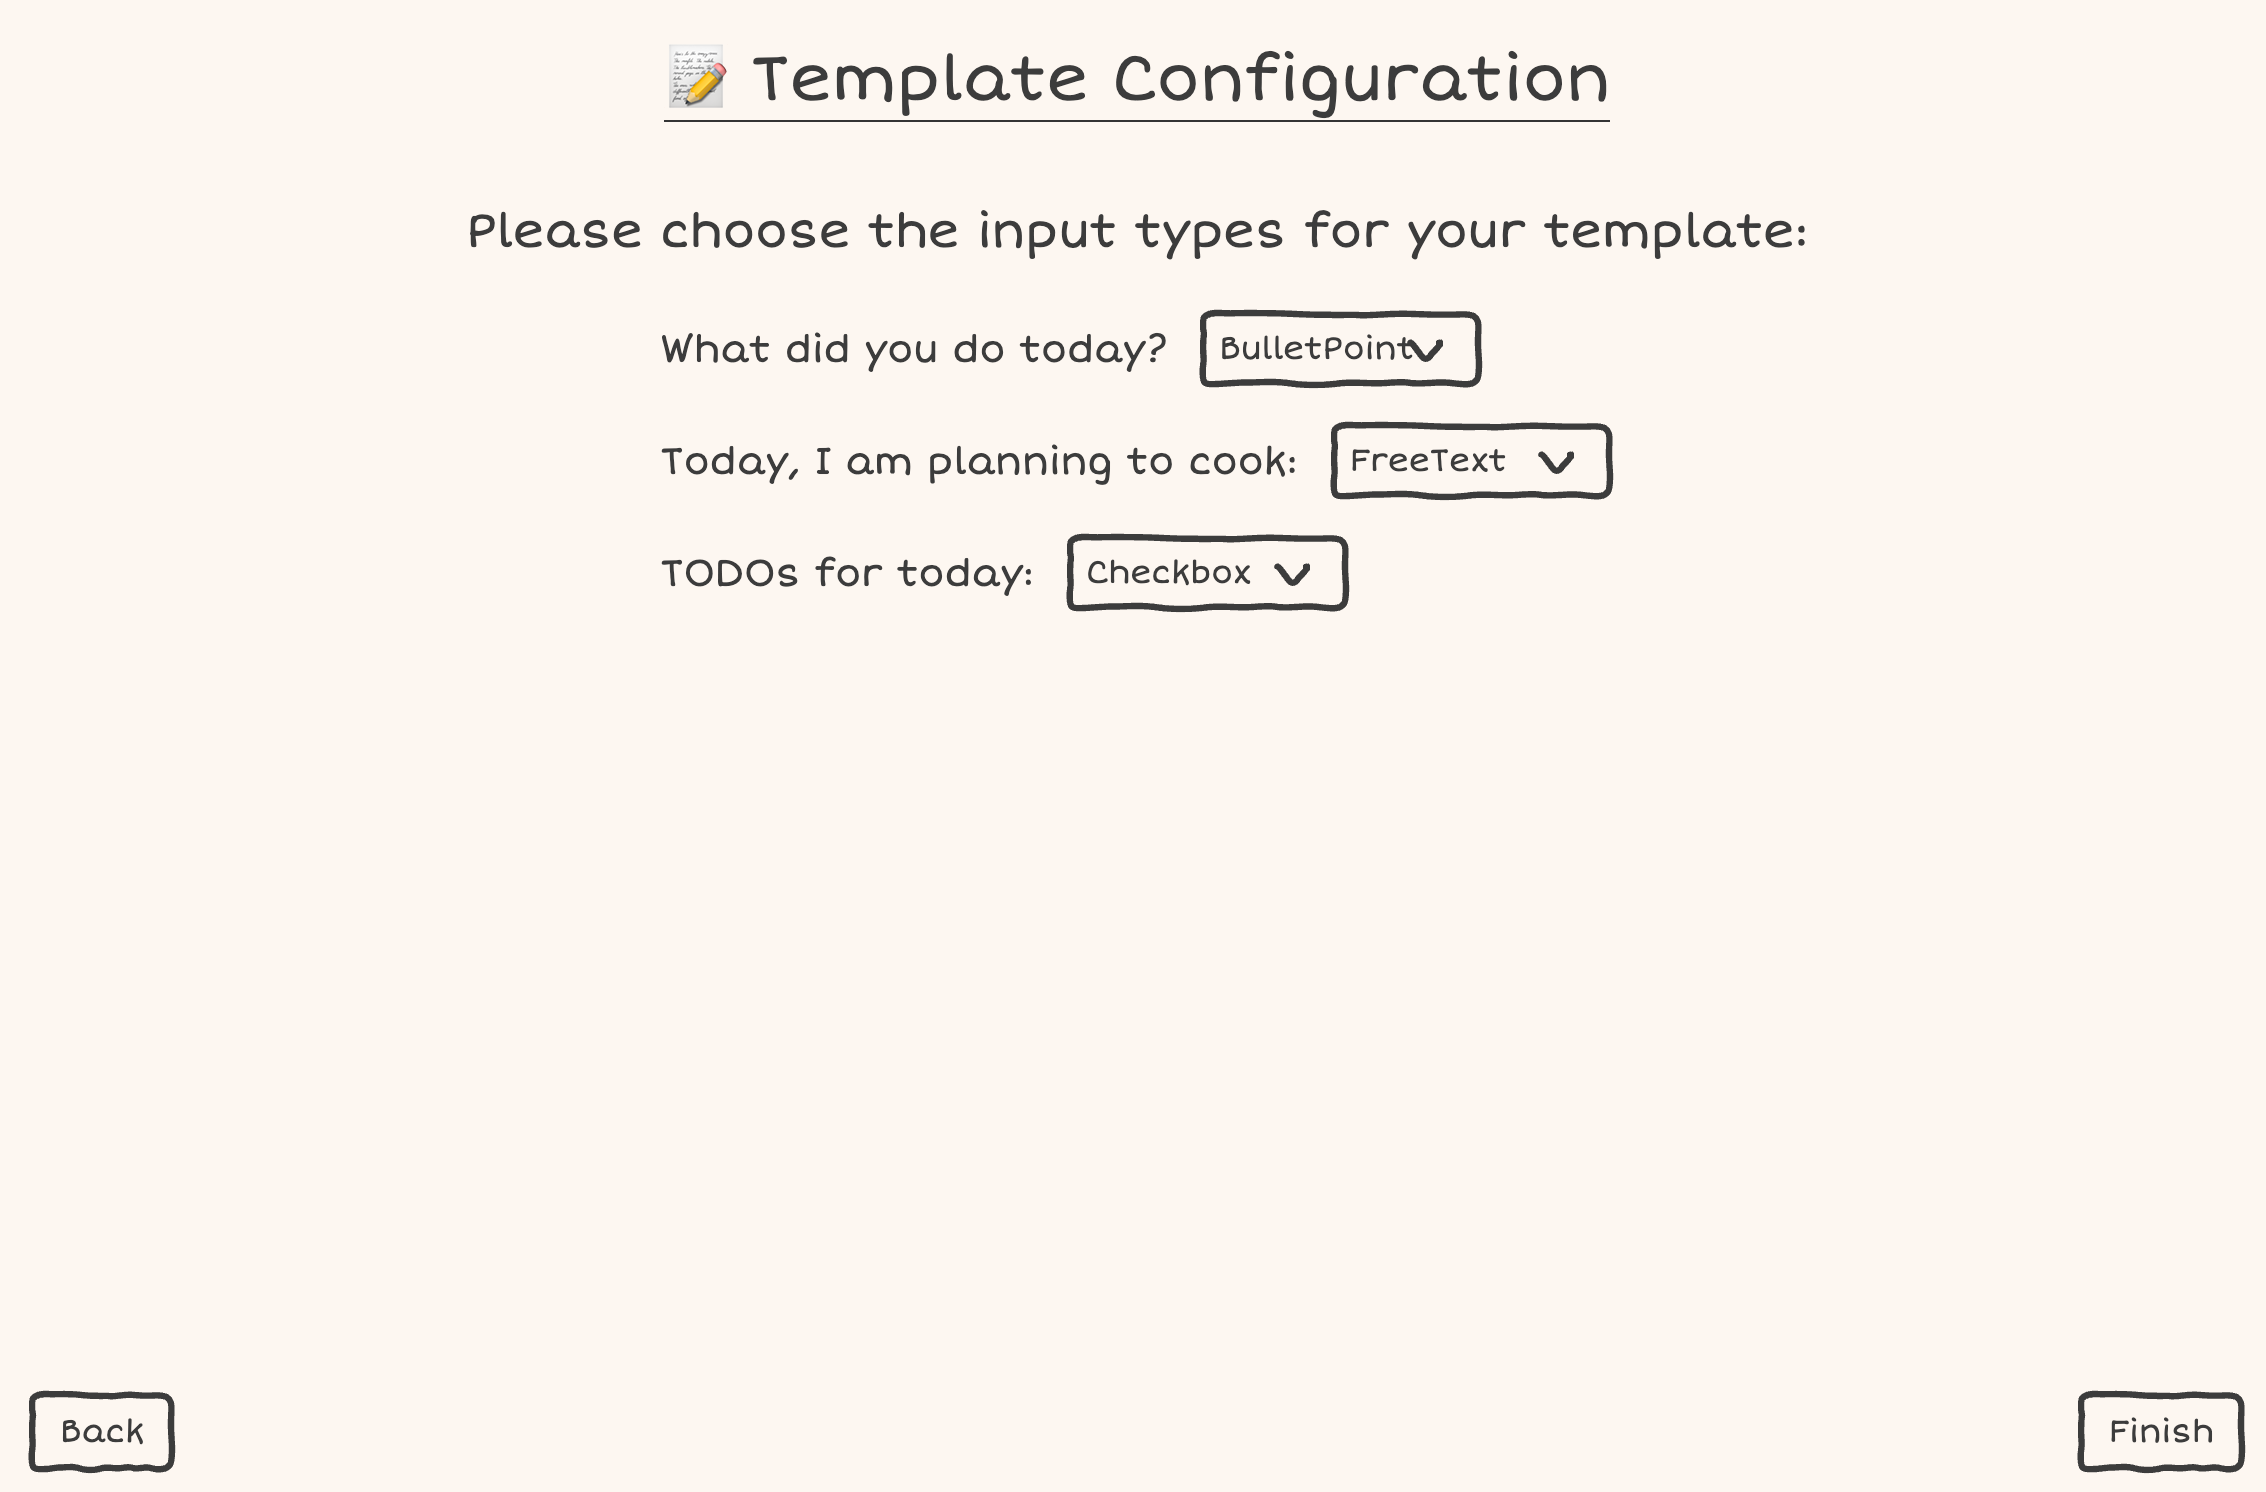 Template Configuration
Please choose the input types for your template:
What did you do today? BulletPoint
Today, I am planning to cook: FreeText
TODOs for today: Checkbox
Back
Finish